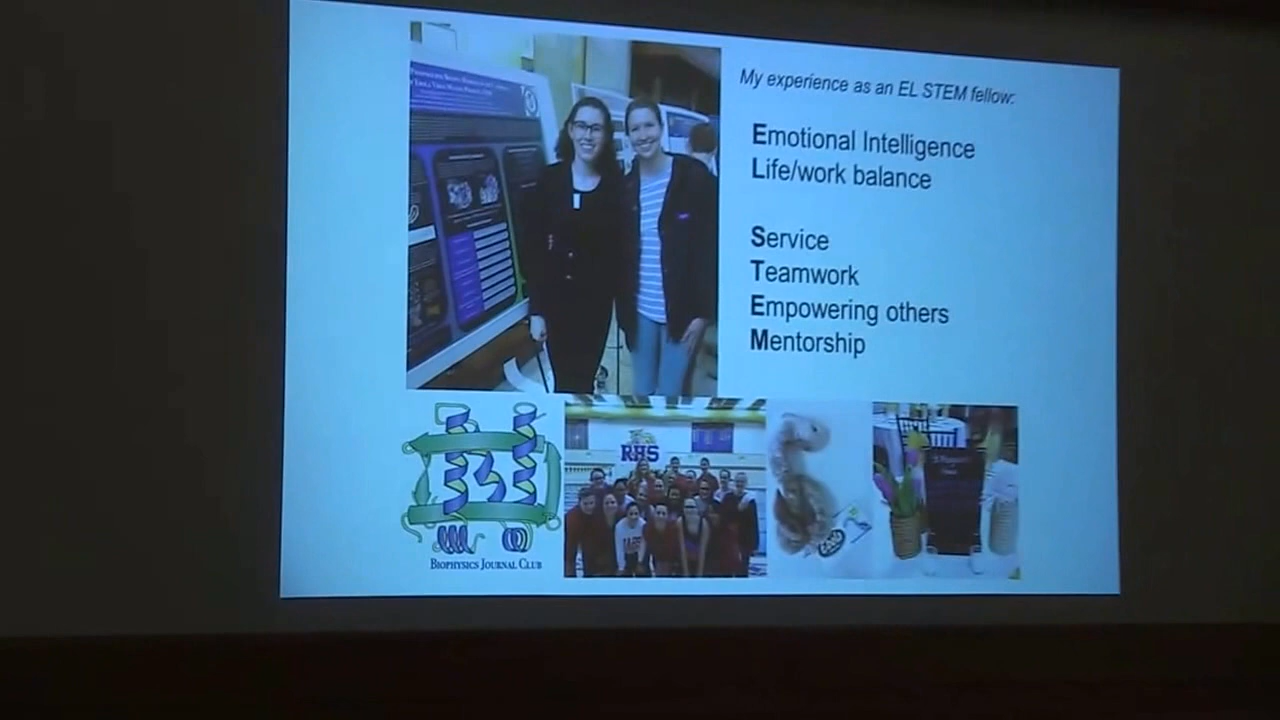 My experience as an EL STEM fellow:
Emotional Intelligence
Life/work balance
Service
Teamwork
Empowering others
Mentorship
RHS
BIOPHYSICS JOURNAL CLUB